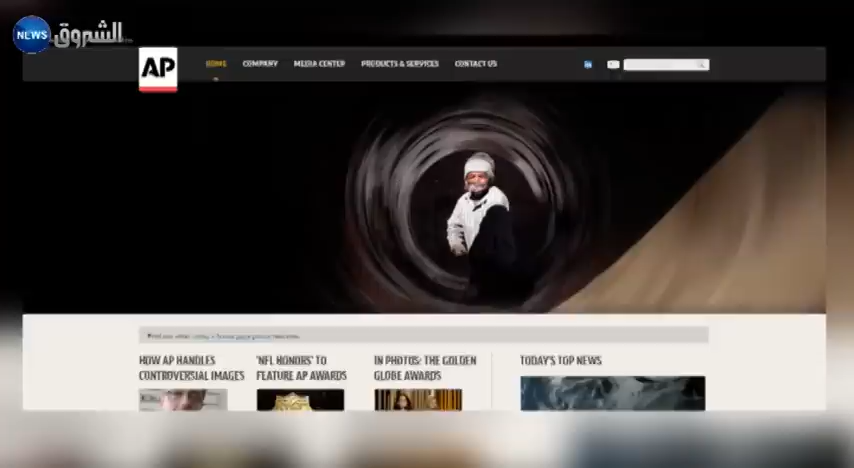 NEWS الشروق
AP
HOME COMPANY MEDIA CENTER PRODUCTS & SERVICES CONTACT US
in
HOW AP HANDLES
CONTROVERSIAL IMAGES
'NFL HONORS' TO
FEATURE AP AWARDS
IN PHOTOS: THE GOLDEN
GLOBE AWARDS
TODAY'S TOP NEWS